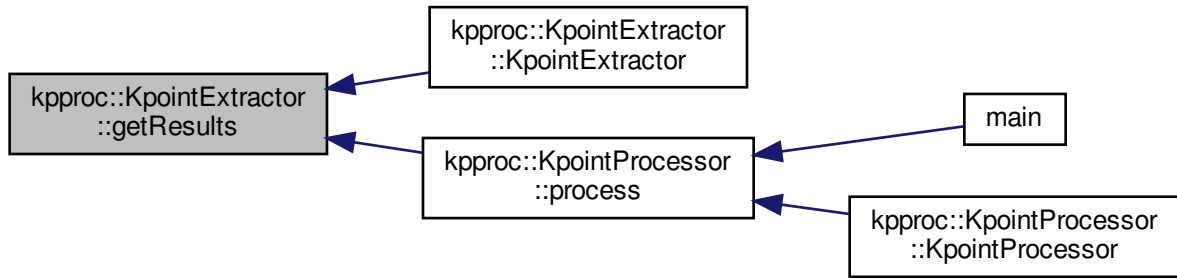 kpproc::KpointExtractor
::getResults
kpproc::KpointExtractor
::KpointExtractor
kpproc::KpointProcessor
::process
main
kpproc::KpointProcessor
::KpointProcessor